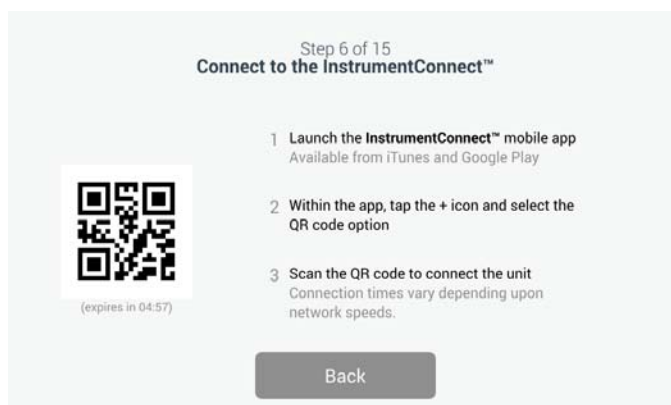 Step 6 of 15
Connect to the InstrumentConnect™
1 Launch the InstrumentConnect™ mobile app
Available from iTunes and Google Play
2 Within the app, tap the + icon and select the
QR code option
3 Scan the QR code to connect the unit
Connection times vary depending upon
network speeds.
(expires in 04:57)
Back